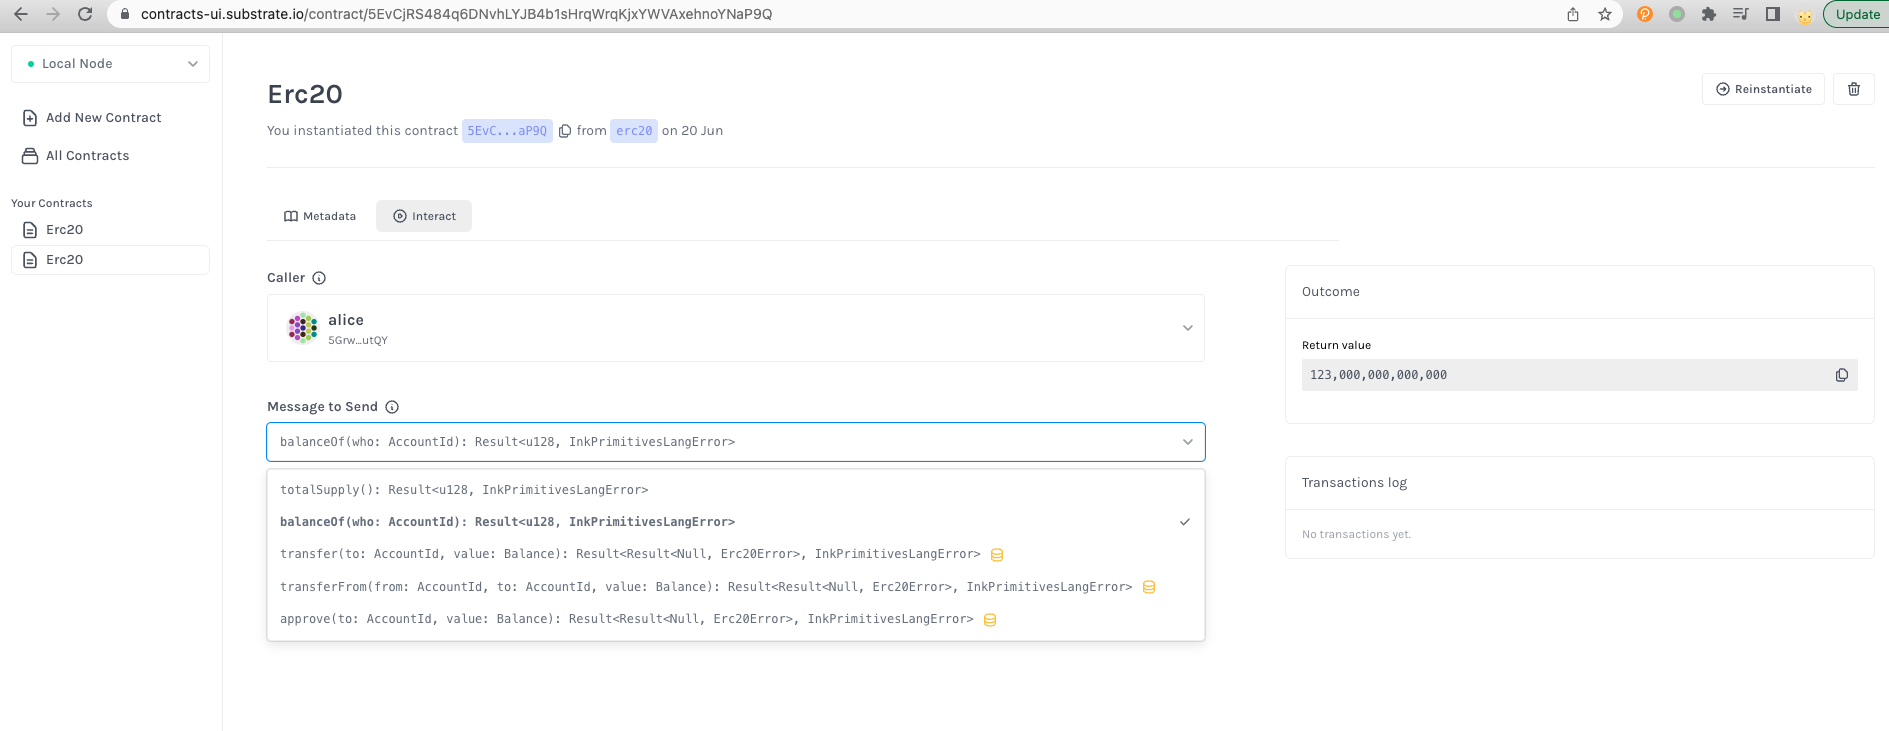 contracts-ui.substrate.io/contract/5EvCjRS484q6DNvhLYJB4b1sHrqWrqKjxYWVAxehnoYNaP9Q
Update
Local Node
Add New Contract
All Contracts
Your Contracts
Erc20
Erc20
Erc20
Reinstantiate
You instantiated this contract 5EvC...aP9Q from erc20 on 20 Jun
Metadata
Interact
Caller
alice
5Grw...utQY
Message to Send
balanceOf(who: AccountId): Result<u128, InkPrimitivesLangError>
totalSupply(): Result<u128, InkPrimitivesLangError>
balanceOf(who: AccountId): Result<u128, InkPrimitivesLangError>
transfer(to: AccountId, value: Balance): Result<Result<Null, Erc20Error>, InkPrimitivesLangError>
transferFrom(from: AccountId, to: AccountId, value: Balance): Result<Result<Null, Erc20Error>, InkPrimitivesLangError>
approve(to: AccountId, value: Balance): Result<Result<Null, Erc20Error>, InkPrimitivesLangError>
Outcome
Return value
123,000,000,000,000
Transactions log
No transactions yet.